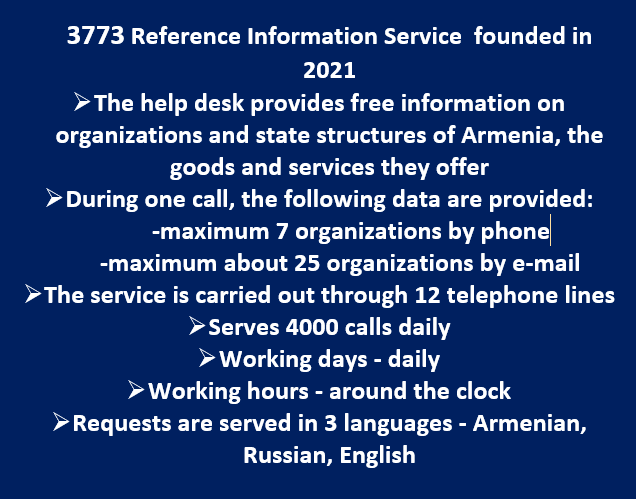 3773 Reference Information Service  founded in
2021
➢The help desk provides free information on
organizations and state structures of Armenia, the
goods and services they offer
➢During one call, the following data are provided:
-maximum 7 organizations by phone
-maximum about 25 organizations by e-mail
➢The service is carried out through 12 telephone lines
➢Serves 4000 calls daily
➢Working days - daily
➢Working hours - around the clock
➢Requests are served in 3 languages - Armenian,
Russian, English